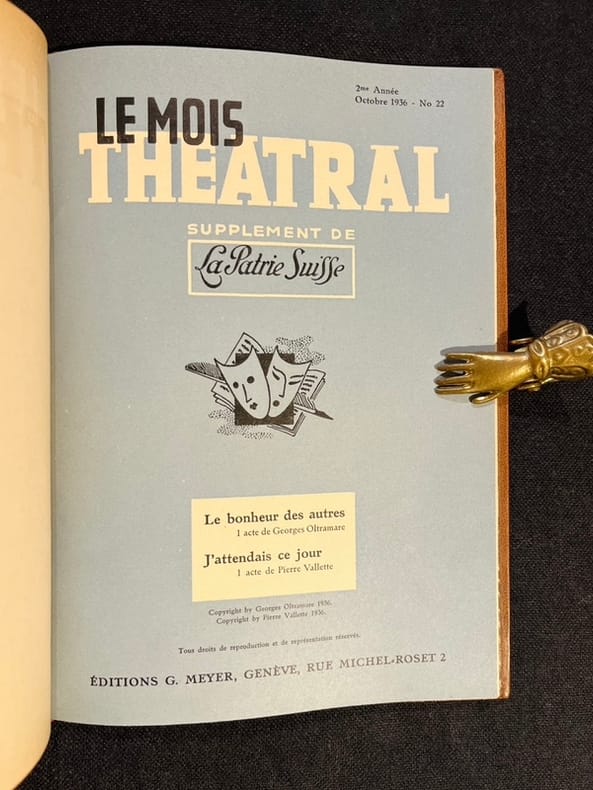 2me Année
Octobre 1936 - No 22
LE MOIS
THEATRAL
SUPPLEMENT DE
La Patrie Suisse
Le bonheur des autres
1 acte de Georges Oltramare
J'attendais ce jour
1 acte de Pierre Vallette
Copyright by Georges Oltramare 1936.
Copyright by Pierre Vallette 1936.
Tous droits de reproduction et de représentation réservés.
ÉDITIONS G. MEYER, GENÈVE, RUE MICHEL-ROSET 2